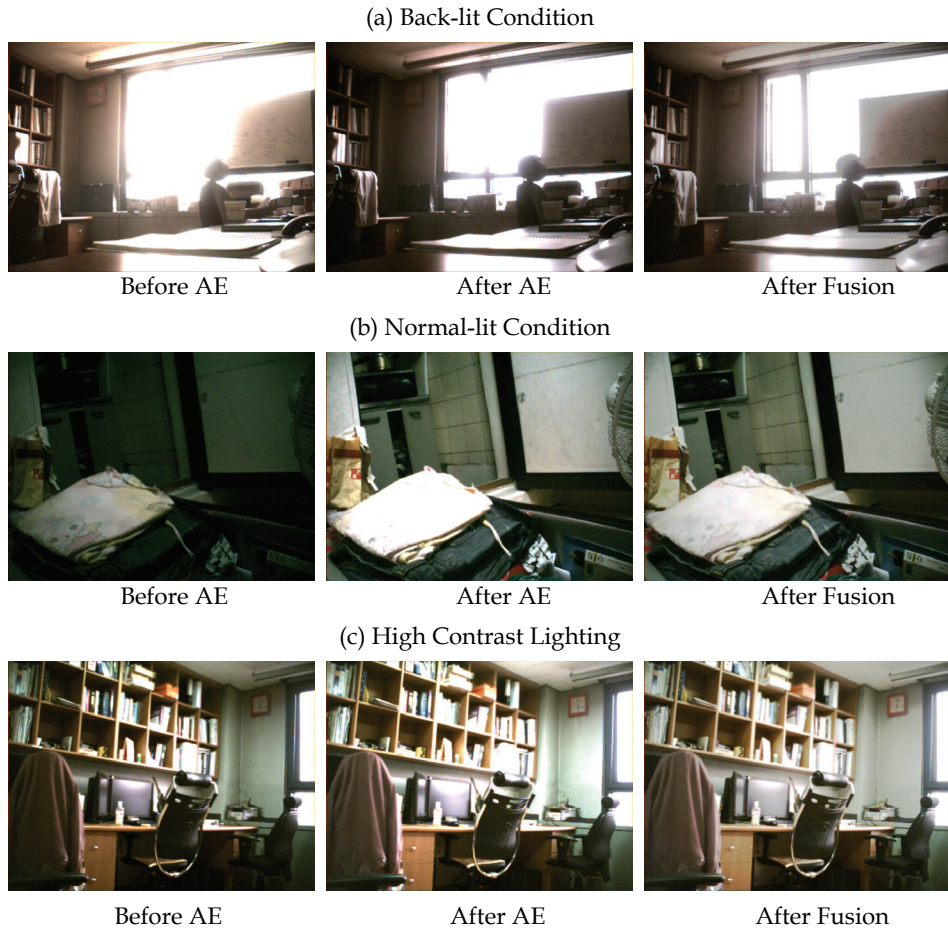 (a) Back-lit Condition
Before AE After AE After Fusion
(b) Normal-lit Condition
Before AE After AE After Fusion
(c) High Contrast Lighting
Before AE After AE After Fusion